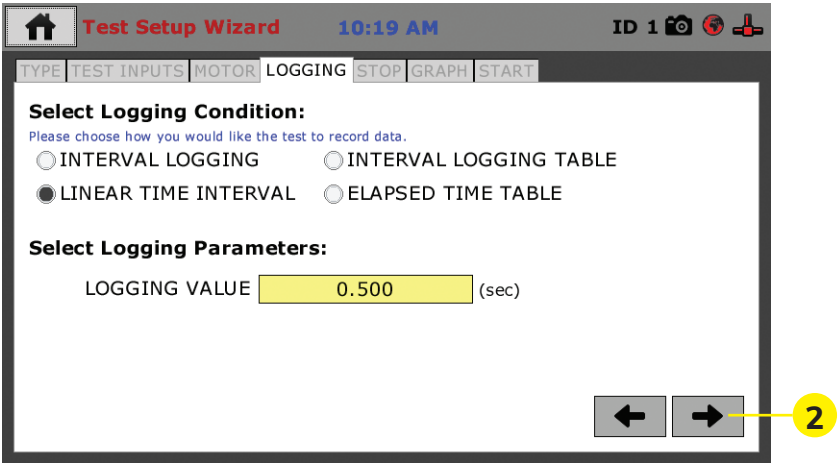 Test Setup Wizard 10:19 AM ID 1
TYPE TEST INPUTS MOTOR LOGGING STOP GRAPH START
Select Logging Condition:
Please choose how you would like the test to record data.
INTERVAL LOGGING INTERVAL LOGGING TABLE
LINEAR TIME INTERVAL ELAPSED TIME TABLE
Select Logging Parameters:
LOGGING VALUE 0.500 (sec)
2